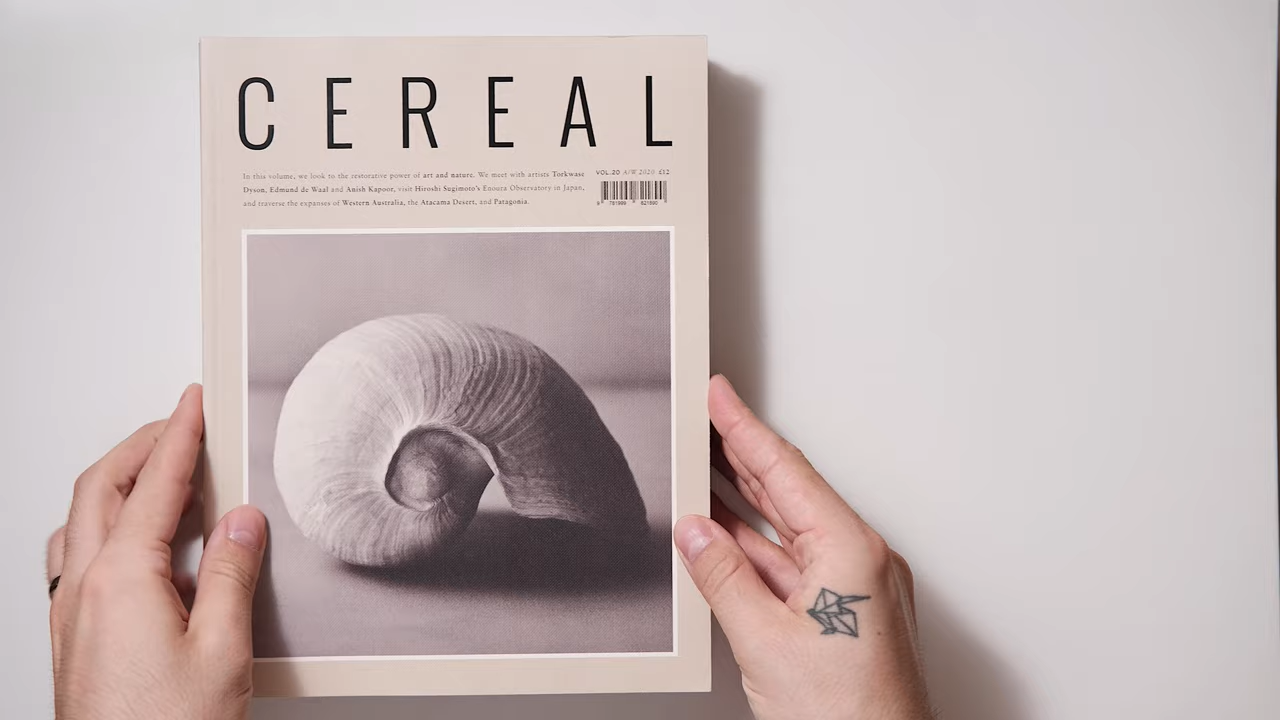 CEREAL
In this volume, we look to the restorative power of art and nature. We meet with artists Torkwase
Dyson, Edmund de Waal and Anish Kapoor, visit Hiroshi Sugimoto's Enoura Observatory in Japan,
and traverse the expanses of Western Australia, the Atacama Desert, and Patagonia.
VOL.20 A/W 2020 £12